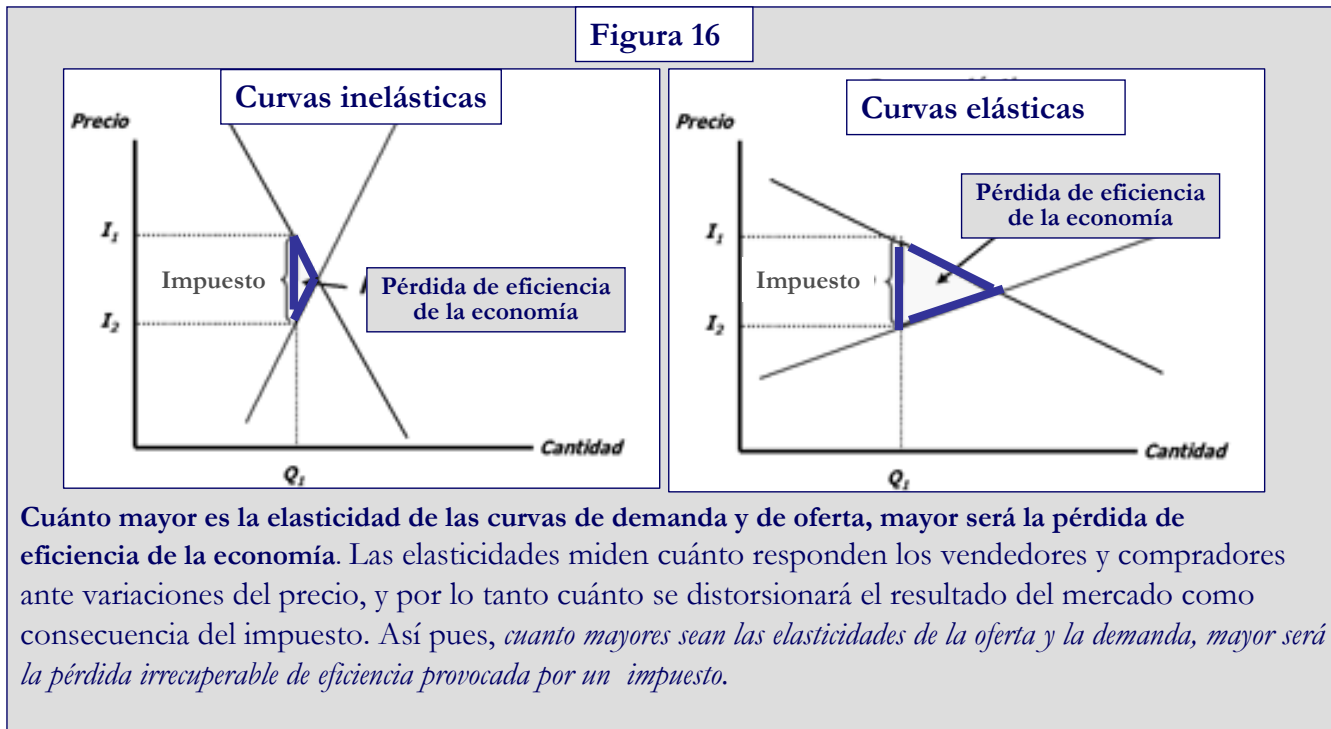 Figura 16
Curvas inelásticas
Precio
I₁
Impuesto
I₂
Pérdida de eficiencia
de la economía
Cantidad
Q₁
Curvas elásticas
Precio
Pérdida de eficiencia
de la economía
I₁
Impuesto
I₂
Cantidad
Q₁
Cuánto mayor es la elasticidad de las curvas de demanda y de oferta, mayor será la pérdida de
eficiencia de la economía. Las elasticidades miden cuánto responden los vendedores y compradores
ante variaciones del precio, y por lo tanto cuánto se distorsionará el resultado del mercado como
consecuencia del impuesto. Así pues, cuanto mayores sean las elasticidades de la oferta y la demanda, mayor será
la pérdida irrecuperable de eficiencia provocada por un impuesto.